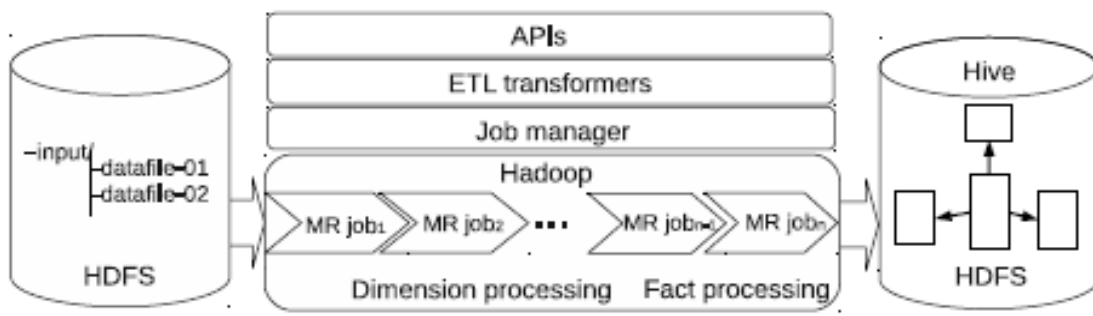 APIs
ETL transformers
Job manager
Hadoop
–input/
datafile-01
datafile-02
HDFS
MR job1
MR job2
...
MR jobn-1
MR jobn
Dimension processing
Fact processing
Hive
HDFS